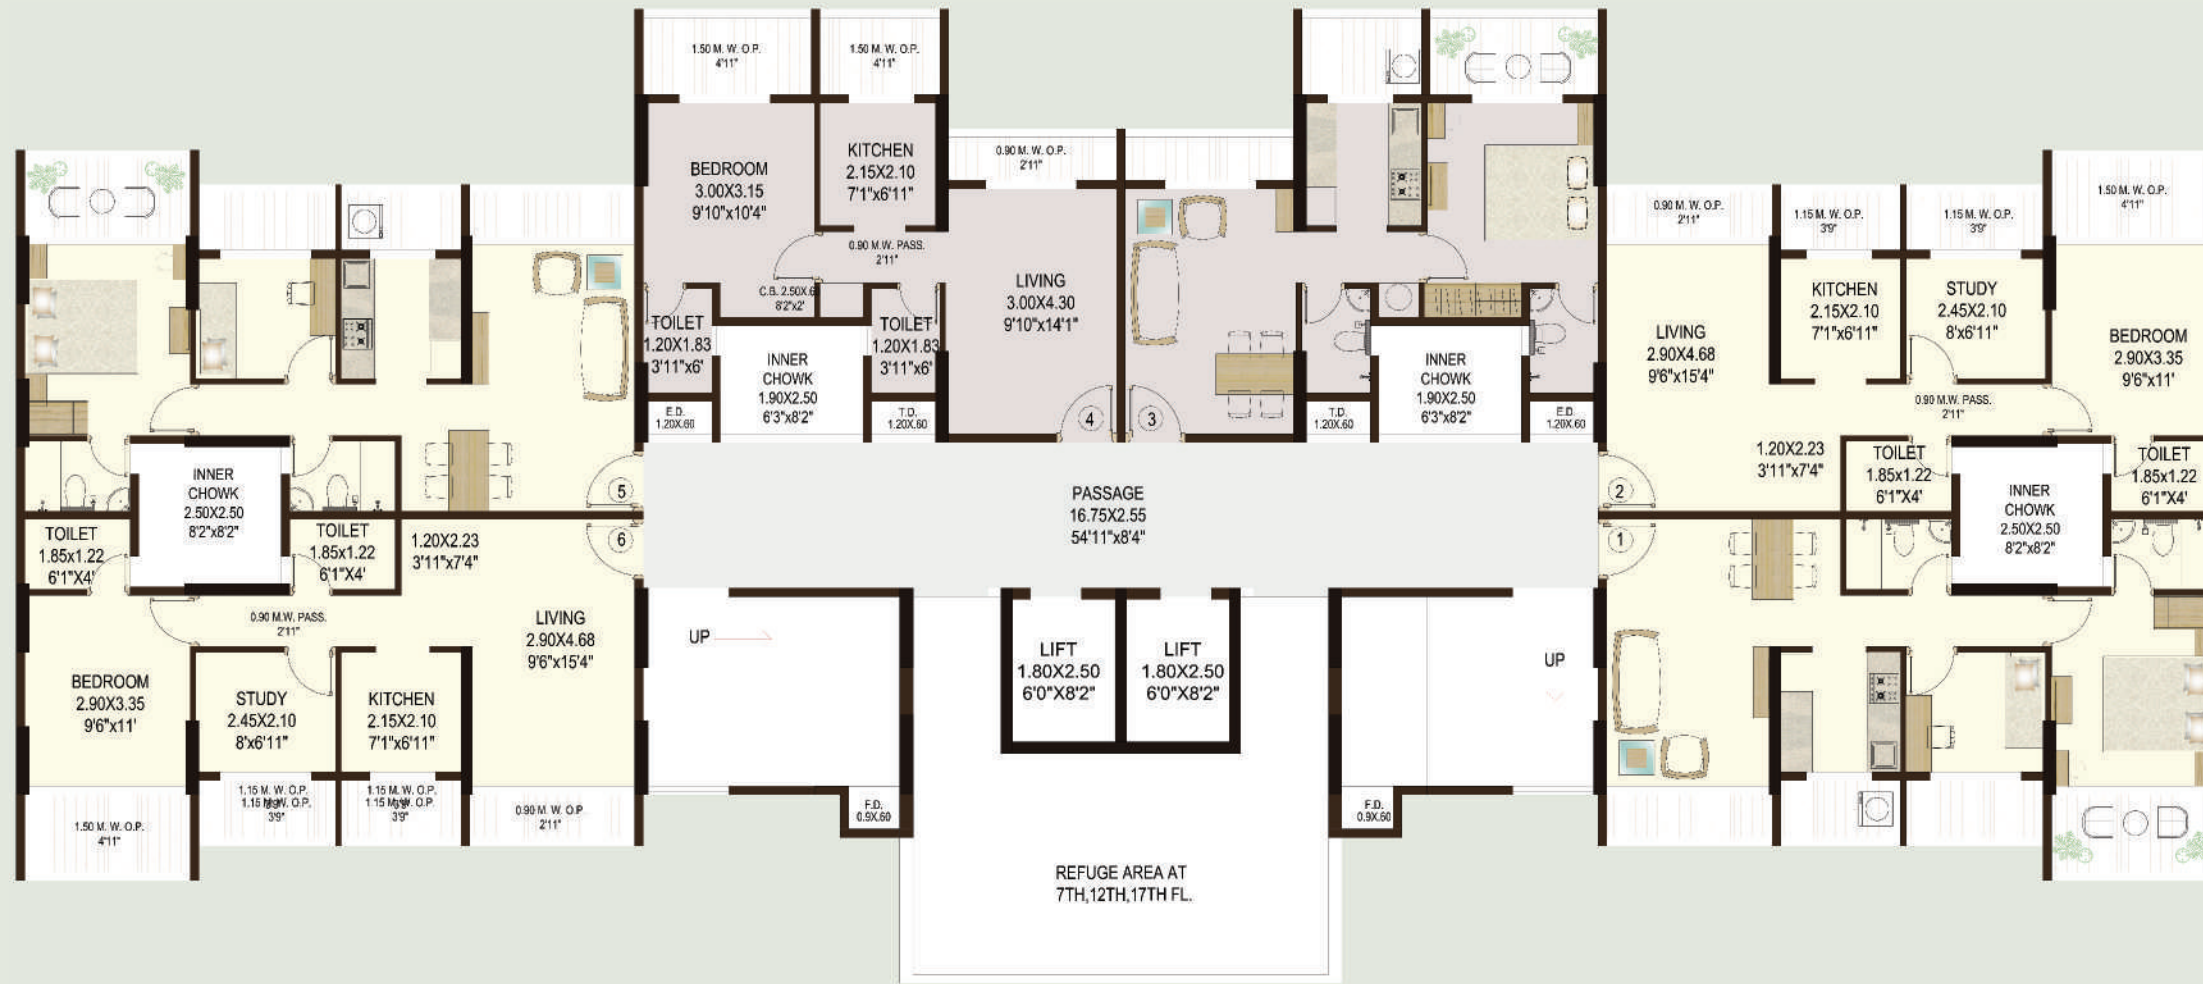 1.50 M. W. O.P.
4'11"
1.50 M. W. O.P.
4'11"
BEDROOM
3.00X3.15
9'10"x10'4"
KITCHEN
2.15X2.10
7'1"x6'11"
0.90 M. W. O.P.
2'11"
0.90 M.W. PASS.
2'11"
C.B. 2.50X.6
8'2"x2'
LIVING
3.00X4.30
9'10"x14'1"
TOILET
1.20X1.83
3'11"x6'
TOILET
1.20X1.83
3'11"x6'
INNER
CHOWK
1.90X2.50
6'3"x8'2"
E.D.
1.20X.60
T.D.
1.20X.60
4
3
INNER
CHOWK
1.90X2.50
6'3"x8'2"
T.D.
1.20X.60
E.D.
1.20X.60
0.90 M. W. O.P.
2'11"
1.15 M. W. O.P.
3'9"
1.15 M. W. O.P.
3'9"
1.50 M. W. O.P.
4'11"
LIVING
2.90X4.68
9'6"x15'4"
KITCHEN
2.15X2.10
7'1"x6'11"
STUDY
2.45X2.10
8'x6'11"
BEDROOM
2.90X3.35
9'6"x11'
0.90 M.W. PASS.
2'11"
1.20X2.23
3'11"x7'4"
TOILET
1.85x1.22
6'1"X4'
TOILET
1.85x1.22
6'1"X4'
INNER
CHOWK
2.50X2.50
8'2"x8'2"
2
1
PASSAGE
16.75X2.55
54'11"x8'4"
5
6
INNER
CHOWK
2.50X2.50
8'2"x8'2"
TOILET
1.85x1.22
6'1"X4'
TOILET
1.85x1.22
6'1"X4'
1.20X2.23
3'11"x7'4"
0.90 M.W. PASS.
2'11"
LIVING
2.90X4.68
9'6"x15'4"
BEDROOM
2.90X3.35
9'6"x11'
STUDY
2.45X2.10
8'x6'11"
KITCHEN
2.15X2.10
7'1"x6'11"
1.50 M. W. O.P.
4'11"
1.15 M. W. O.P.
1.15 M. W. O.P.
3'9"
1.15 M. W. O.P.
1.15 M. W. O.P.
3'9"
0.90 M. W. O.P
2'11"
UP
LIFT
1.80X2.50
6'0"X8'2"
LIFT
1.80X2.50
6'0"X8'2"
UP
F.D.
0.9X.60
F.D.
0.9X.60
REFUGE AREA AT
7TH,12TH,17TH FL.